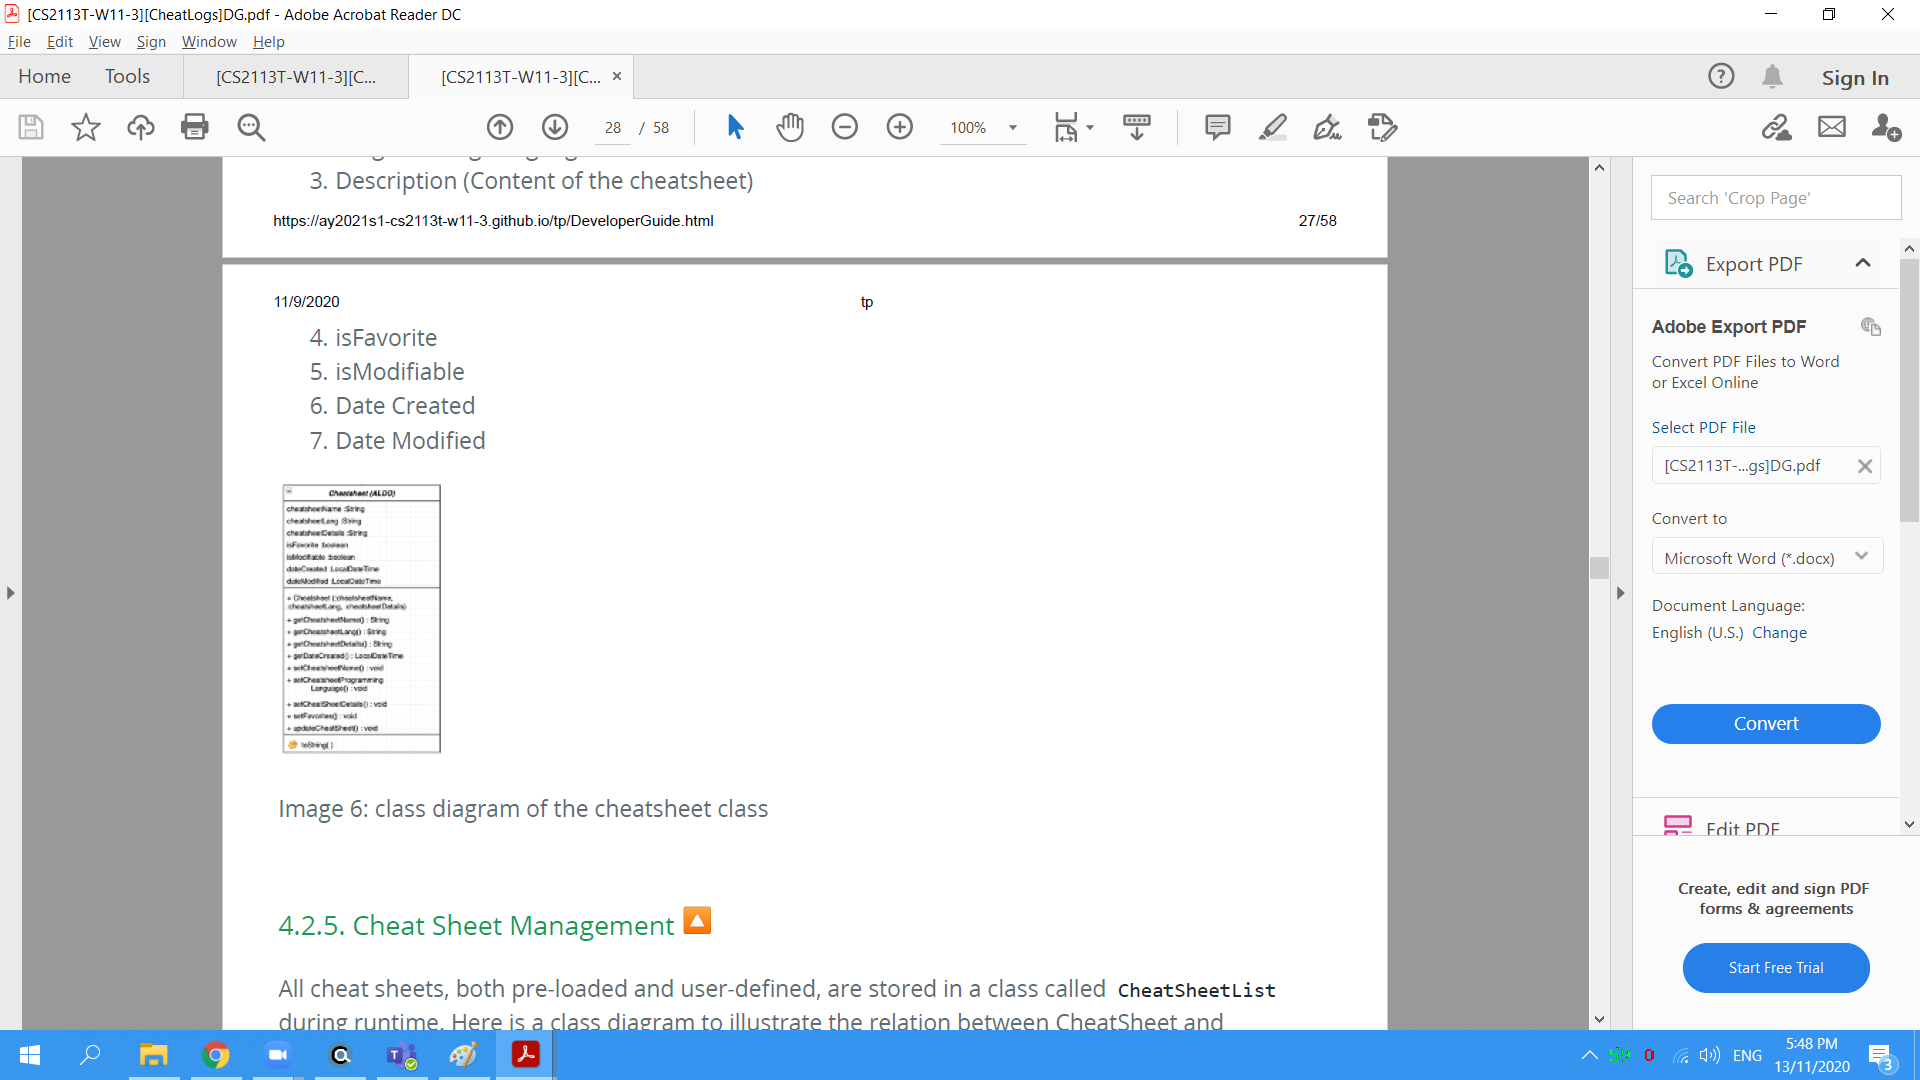 [CS2113T-W11-3][CheatLogs]DG.pdf - Adobe Acrobat Reader DC
File Edit View Sign Window Help
Home Tools [CS2113T-W11-3][C... [CS2113T-W11-3][C... Sign In
28 / 58 100%
3. Description (Content of the cheatsheet)
https://ay2021s1-cs2113t-w11-3.github.io/tp/DeveloperGuide.html 27/58
11/9/2020 tp
4. isFavorite
5. isModifiable
6. Date Created
7. Date Modified
Cheatsheet (ALDO)
cheatsheetName :String
cheatsheetLang :String
cheatsheetDetails :String
isFavorite :boolean
isModifiable :boolean
dateCreated :LocalDateTime
dateModified :LocalDateTime
+ Cheatsheet (:cheatsheetName,
cheatsheetLang, :cheatsheetDetails)
+ getCheatsheetName() : String
+ getCheatsheetLang() : String
+ getCheatsheetDetails() : String
+ getDateCreated() : LocalDateTime
+ setCheatsheetName() : void
+ setCheatsheetProgramming
Language() : void
+ setCheatSheetDetails() : void
+ setFavorites() : void
+ updateCheatSheet() : void
toString( )
Image 6: class diagram of the cheatsheet class
4.2.5. Cheat Sheet Management
All cheat sheets, both pre-loaded and user-defined, are stored in a class called CheatSheetList
during runtime. Here is a class diagram to illustrate the relation between CheatSheet and
Search 'Crop Page'
Export PDF
Adobe Export PDF
Convert PDF Files to Word
or Excel Online
Select PDF File
[CS2113T-...gs]DG.pdf
Convert to
Microsoft Word (*.docx)
Document Language:
English (U.S.) Change
Convert
Edit PDF
Create, edit and sign PDF
forms & agreements
Start Free Trial
0 ENG
5:48 PM
13/11/2020
3